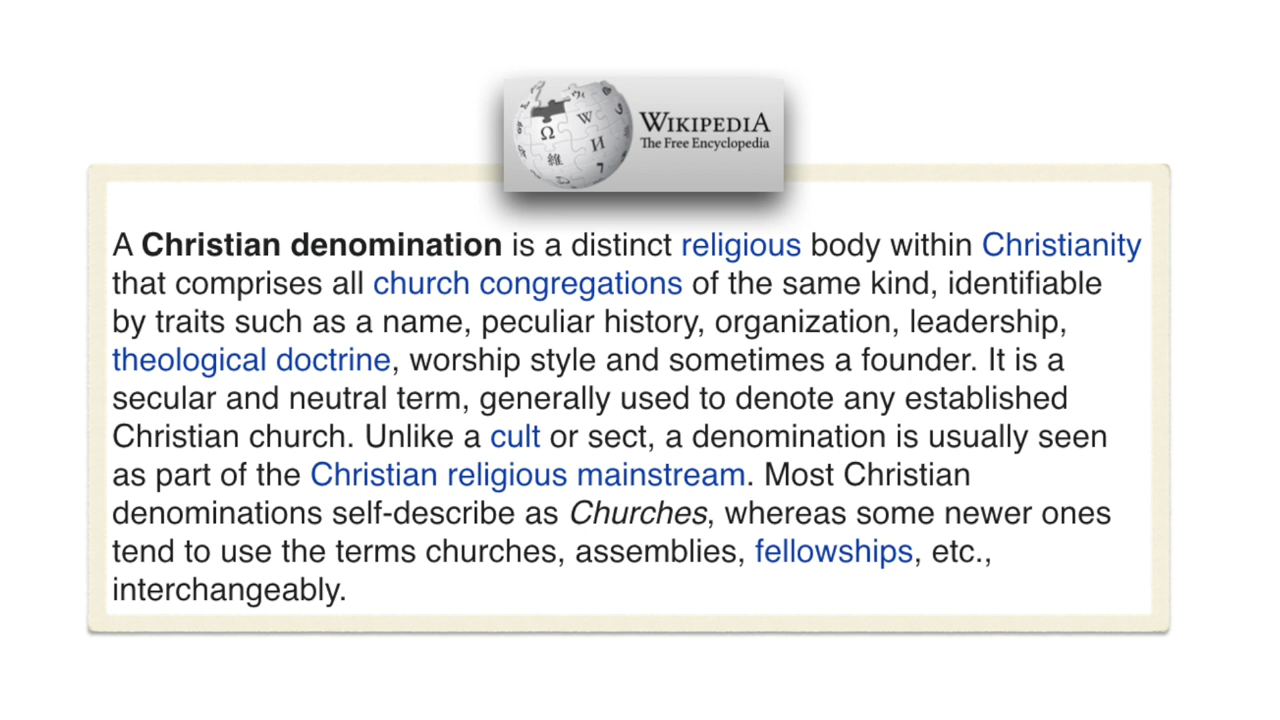 WIKIPEDIA
The Free Encyclopedia
A Christian denomination is a distinct religious body within Christianity
that comprises all church congregations of the same kind, identifiable
by traits such as a name, peculiar history, organization, leadership,
theological doctrine, worship style and sometimes a founder. It is a
secular and neutral term, generally used to denote any established
Christian church. Unlike a cult or sect, a denomination is usually seen
as part of the Christian religious mainstream. Most Christian
denominations self-describe as Churches, whereas some newer ones
tend to use the terms churches, assemblies, fellowships, etc.,
interchangeably.